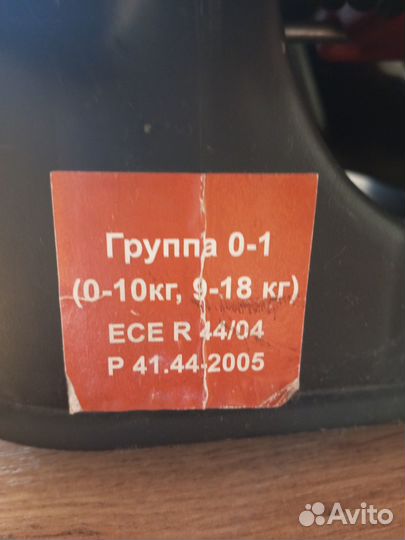 Группа 0-1
(0-10кг, 9-18 кг)
ECE R 44/04
Р 41.44-2005
Avito